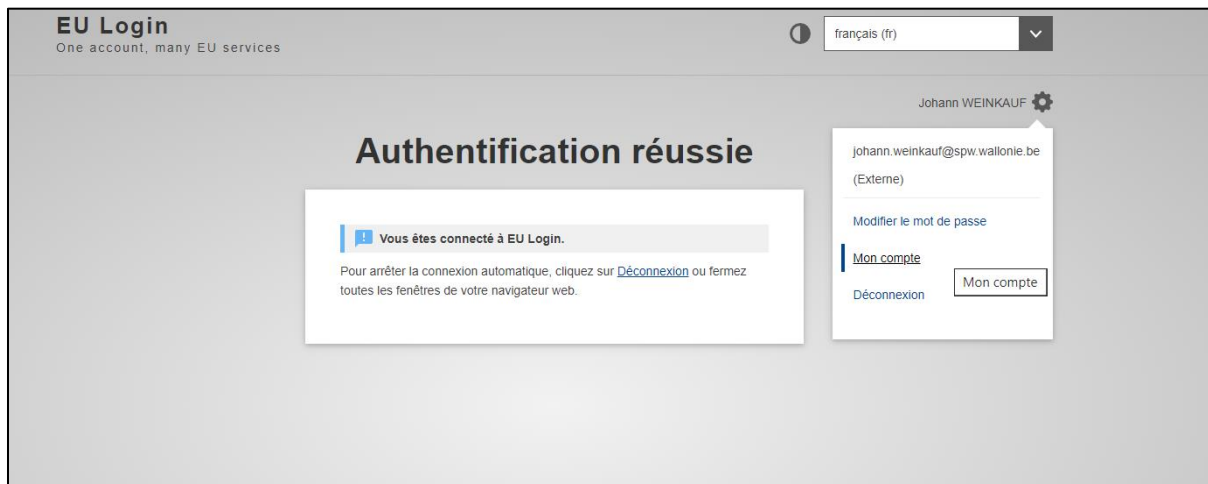 EU Login
One account, many EU services
français (fr)
Johann WEINKAUF
Authentification réussie
Vous êtes connecté à EU Login.
Pour arrêter la connexion automatique, cliquez sur Déconnexion ou fermez
toutes les fenêtres de votre navigateur web.
johann.weinkauf@spw.wallonie.be
(Externe)
Modifier le mot de passe
Mon compte
Mon compte
Déconnexion